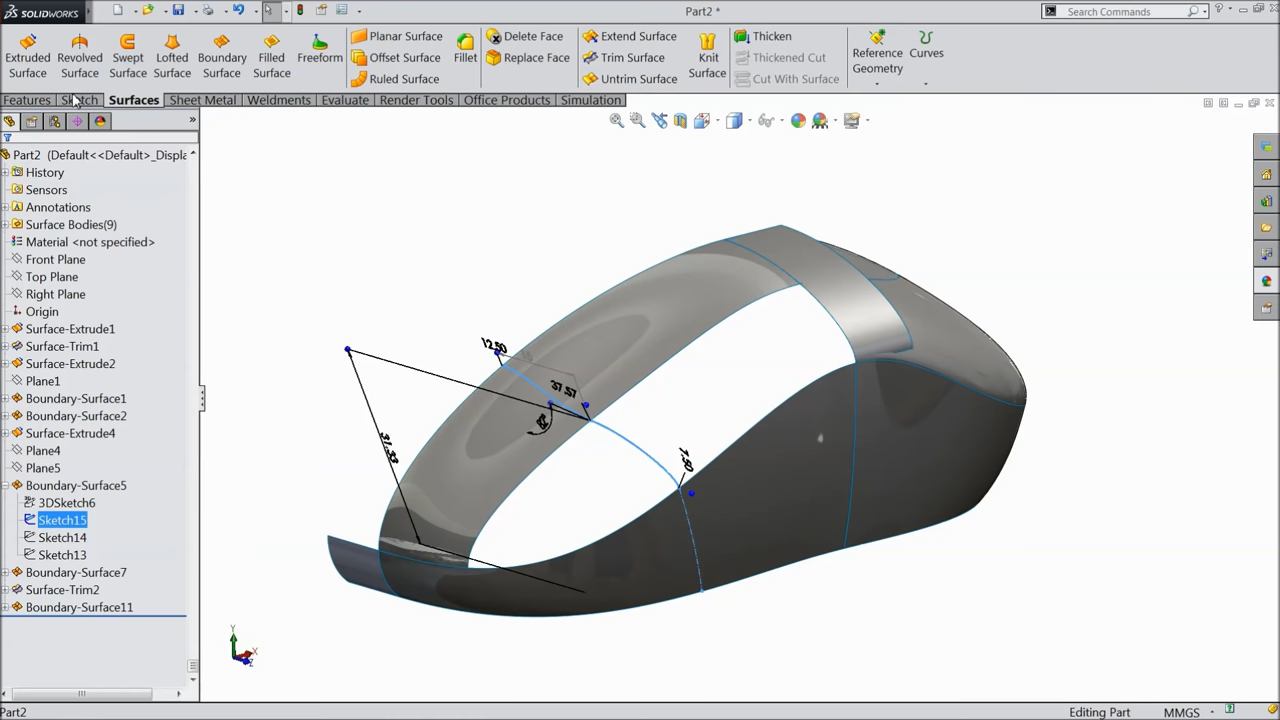 SOLIDWORKS
Part2 *
Search Commands
Extruded Surface
Revolved Surface
Swept Surface
Lofted Surface
Boundary Surface
Filled Surface
Freeform
Planar Surface
Offset Surface
Ruled Surface
Fillet
Delete Face
Replace Face
Extend Surface
Trim Surface
Untrim Surface
Knit Surface
Thicken
Thickened Cut
Cut With Surface
Reference Geometry
Curves
Features Sketch Surfaces Sheet Metal Weldments Evaluate Render Tools Office Products Simulation
Part2 (Default<<Default>_Displa
History
Sensors
Annotations
Surface Bodies(9)
Material <not specified>
Front Plane
Top Plane
Right Plane
Origin
Surface-Extrude1
Surface-Trim1
Surface-Extrude2
Plane1
Boundary-Surface1
Boundary-Surface2
Surface-Extrude4
Plane4
Plane5
Boundary-Surface5
3DSketch6
Sketch15
Sketch14
Sketch13
Boundary-Surface7
Surface-Trim2
Boundary-Surface11
12.50
37.57
31.33
7.50
Y
X
Z
Part2
Editing Part
MMGS